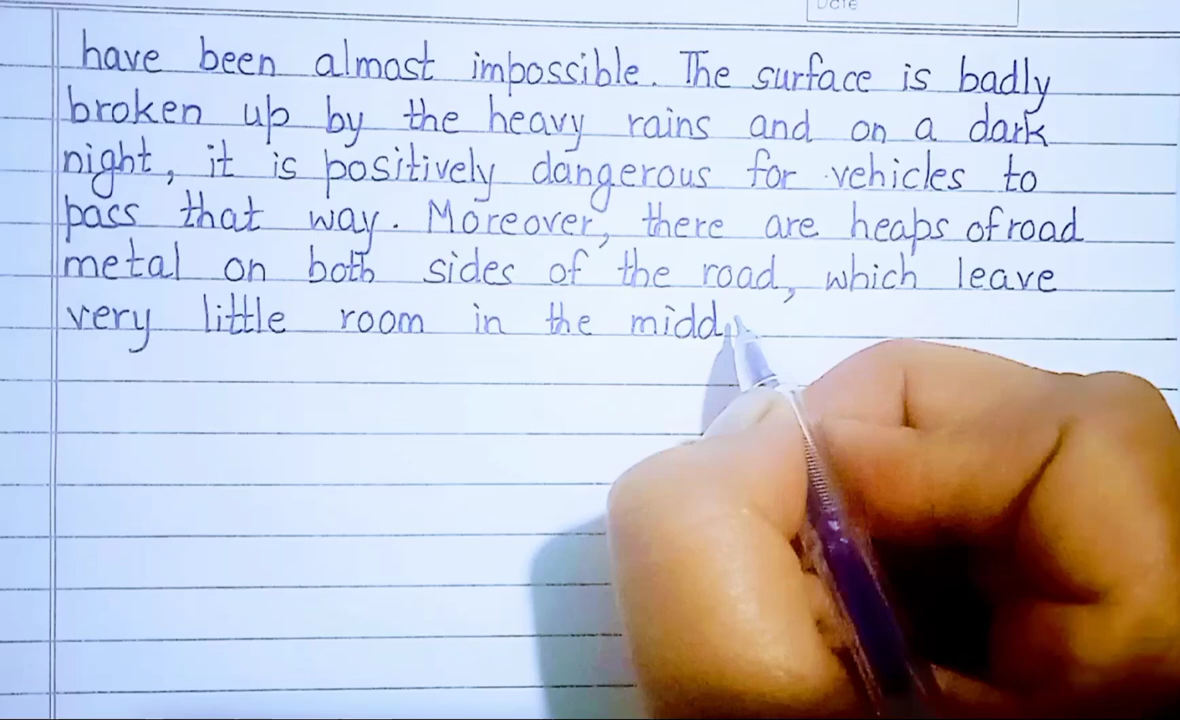 Date
have been almost impossible. The surface is badly
broken up by the heavy rains and on a dark
night, it is positively dangerous for vehicles to
pass that way. Moreover, there are heaps of road
metal on both sides of the road, which leave
very little room in the midd